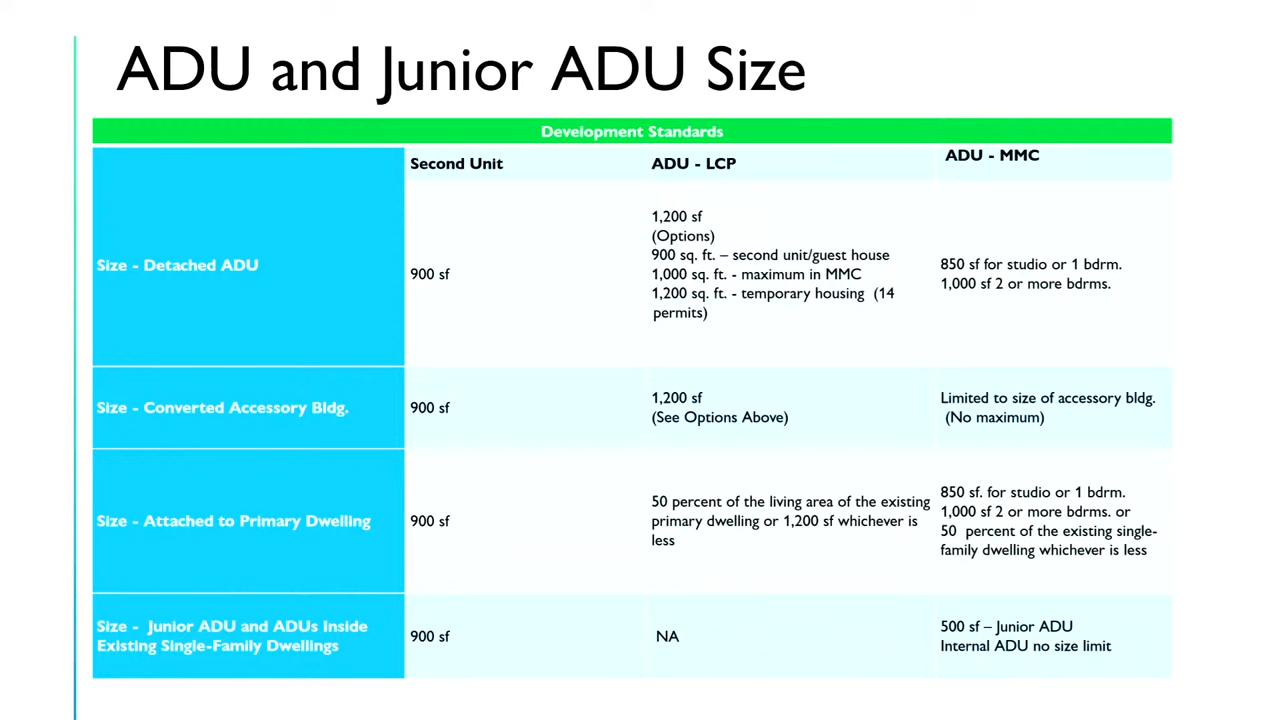 ADU and Junior ADU Size
Development Standards
Second Unit
ADU - LCP
ADU - MMC
Size - Detached ADU
900 sf
1,200 sf
(Options)
900 sq. ft. – second unit/guest house
1,000 sq. ft. - maximum in MMC
1,200 sq. ft. - temporary housing (14
permits)
850 sf for studio or 1 bdrm.
1,000 sf 2 or more bdrms.
Size - Converted Accessory Bldg.
900 sf
1,200 sf
(See Options Above)
Limited to size of accessory bldg.
(No maximum)
Size - Attached to Primary Dwelling
900 sf
50 percent of the living area of the existing
primary dwelling or 1,200 sf whichever is
less
850 sf. for studio or 1 bdrm.
1,000 sf 2 or more bdrms. or
50 percent of the existing single-
family dwelling whichever is less
Size - Junior ADU and ADUs Inside
Existing Single-Family Dwellings
900 sf
NA
500 sf – Junior ADU
Internal ADU no size limit